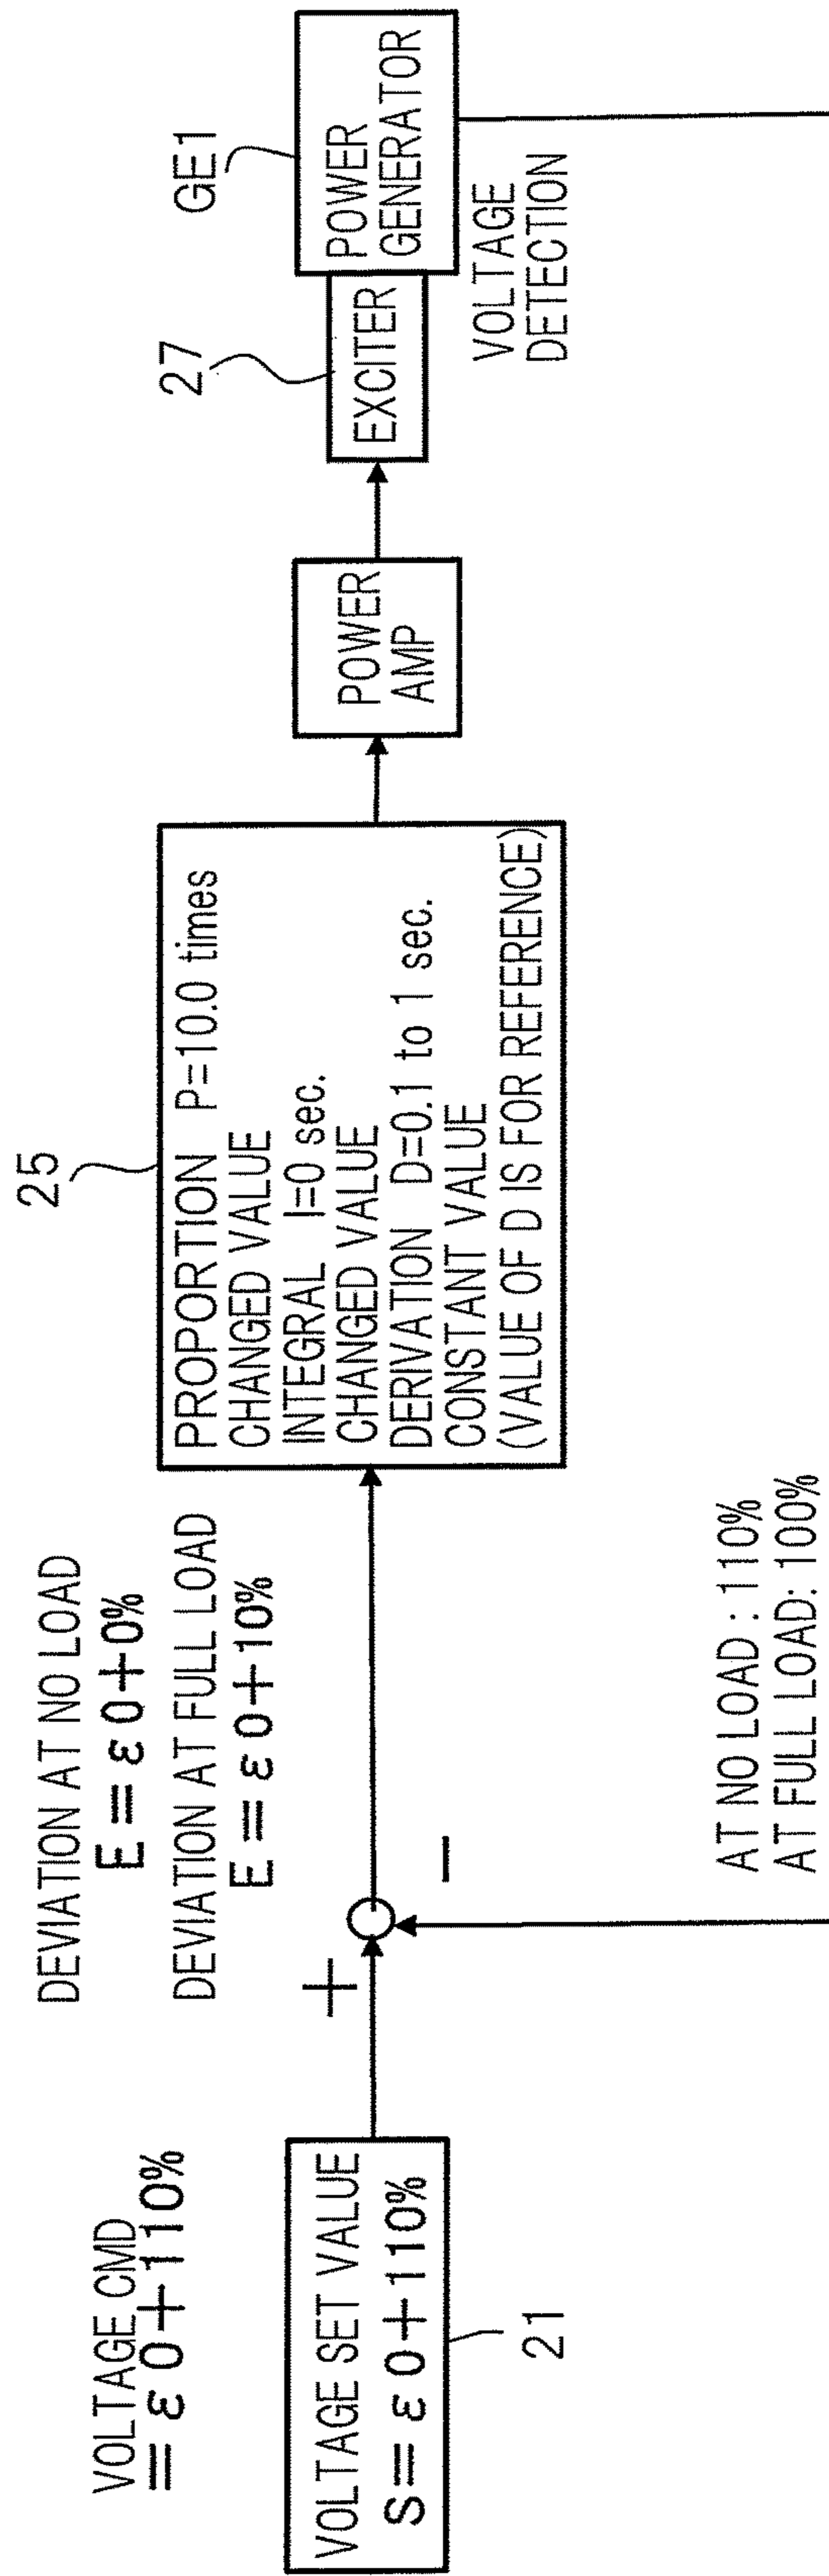 VOLTAGE CMD
= ε 0+110%
VOLTAGE SET VALUE
S= ε 0+110%
21
DEVIATION AT NO LOAD
E = ε 0+0%
DEVIATION AT FULL LOAD
E = ε 0+10%
+
−
AT NO LOAD : 110%
AT FULL LOAD: 100%
25
PROPORTION P=10.0 times
CHANGED VALUE
INTEGRAL I=0 sec.
CHANGED VALUE
DERIVATION D=0.1 to 1 sec.
CONSTANT VALUE
(VALUE OF D IS FOR REFERENCE)
POWER
AMP
27
EXCITER
GE1
POWER
GENERATOR
VOLTAGE
DETECTION